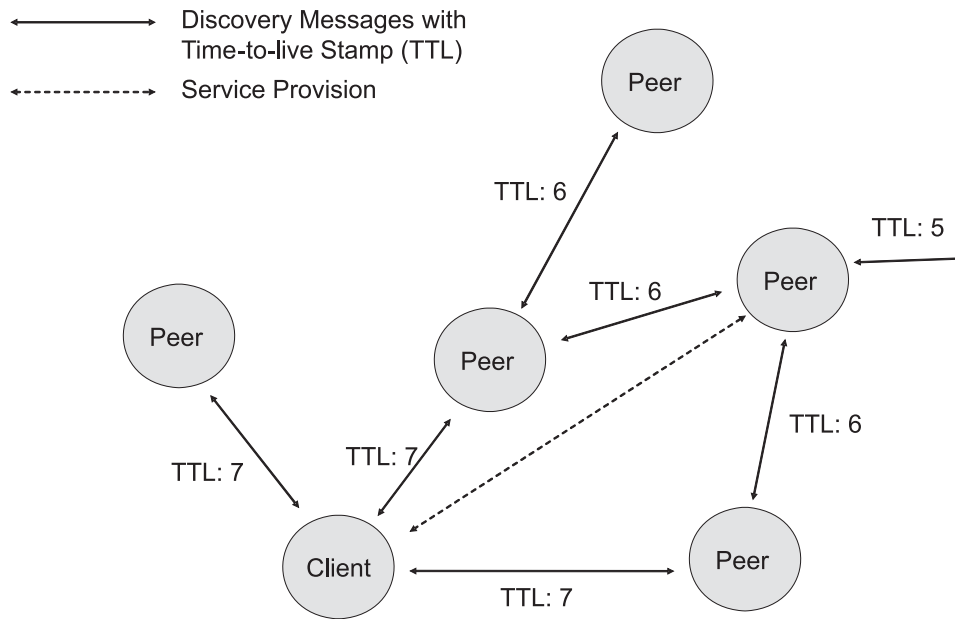 Discovery Messages with
Time-to-live Stamp (TTL)
Service Provision
Peer
TTL: 6
TTL: 5
Peer
TTL: 6
Peer
Peer
TTL: 6
TTL: 7
TTL: 7
Client
Peer
TTL: 7